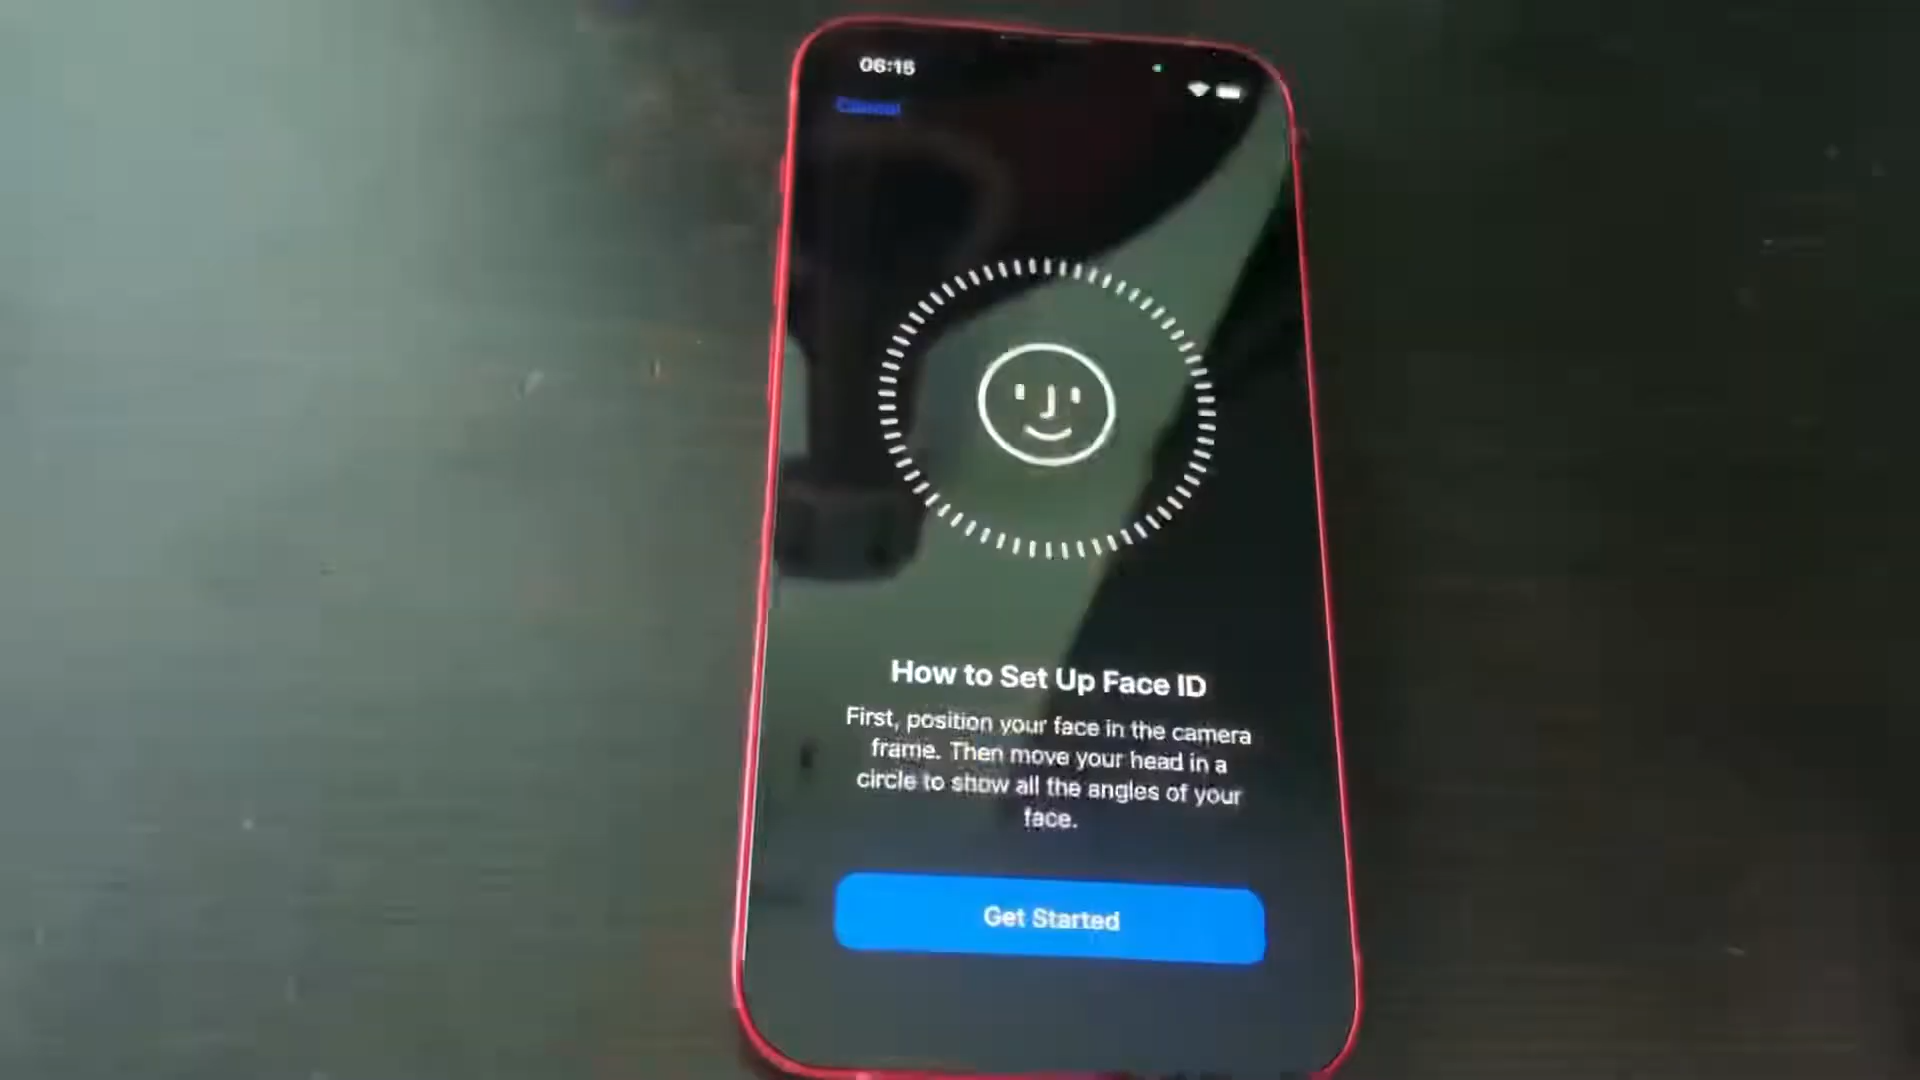 06:15
Cancel
How to Set Up Face ID
First, position your face in the camera
frame. Then move your head in a
circle to show all the angles of your
face.
Get Started